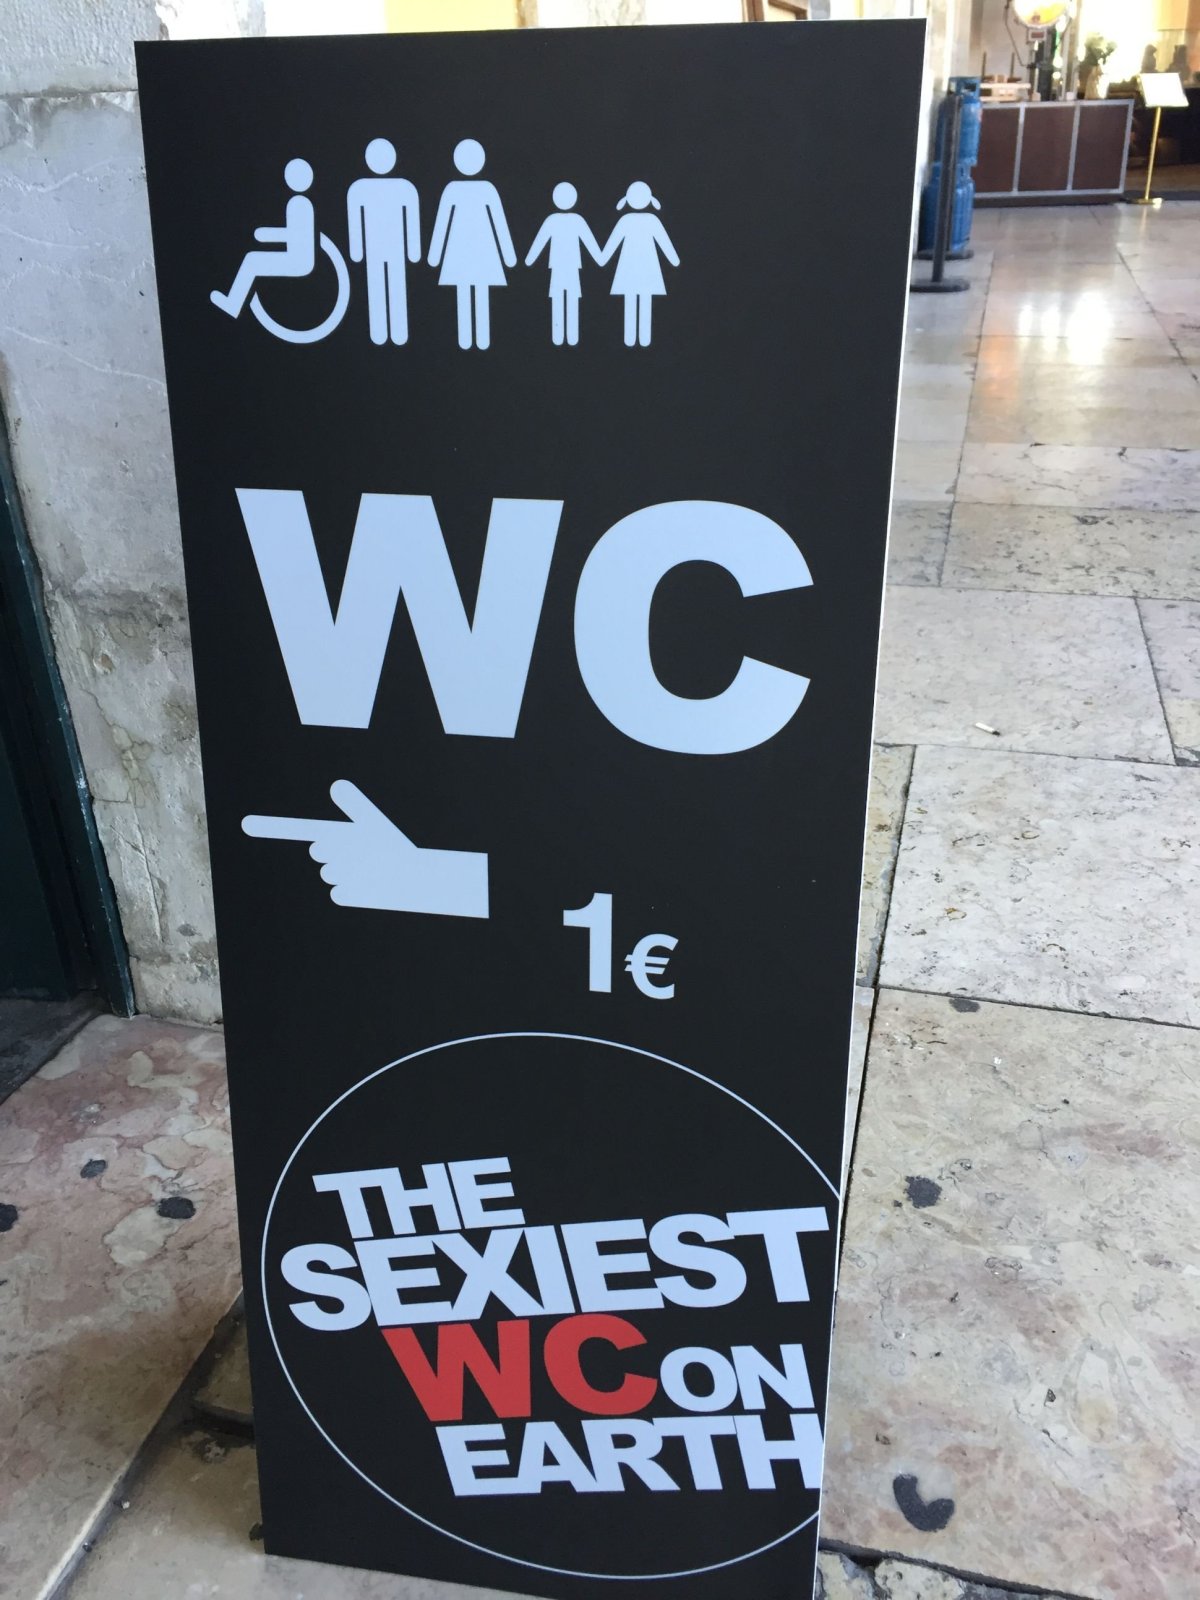 WC
1€
THE
SEXIEST
WC ON
EARTH